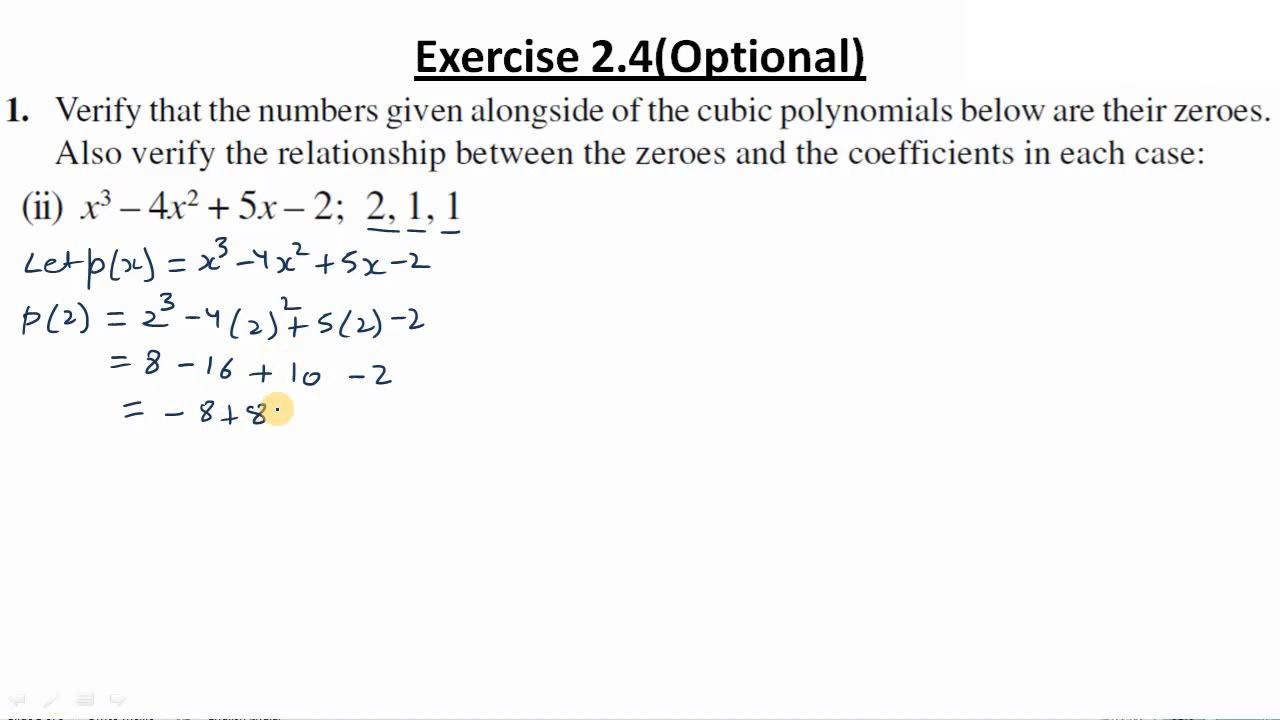 Exercise 2.4(Optional)
1. Verify that the numbers given alongside of the cubic polynomials below are their zeroes.
Also verify the relationship between the zeroes and the coefficients in each case:
(ii) x³ – 4x² + 5x – 2; 2, 1, 1
Let p(x) = x³ -4x² +5x -2
p(2) = 2³ -4(2)² + 5(2) -2
= 8 - 16 + 10 - 2
= - 8 + 8